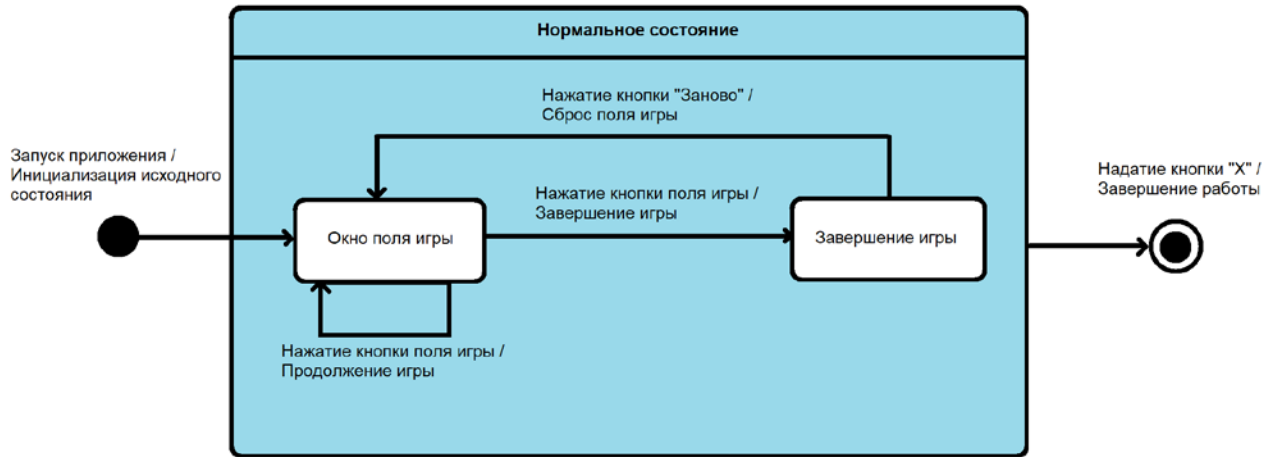 Нормальное состояние
Нажатие кнопки "Заново" /
Сброс поля игры
Запуск приложения /
Инициализация исходного
состояния
Надатие кнопки "X" /
Завершение работы
Нажатие кнопки поля игры /
Завершение игры
Окно поля игры
Завершение игры
Нажатие кнопки поля игры /
Продолжение игры